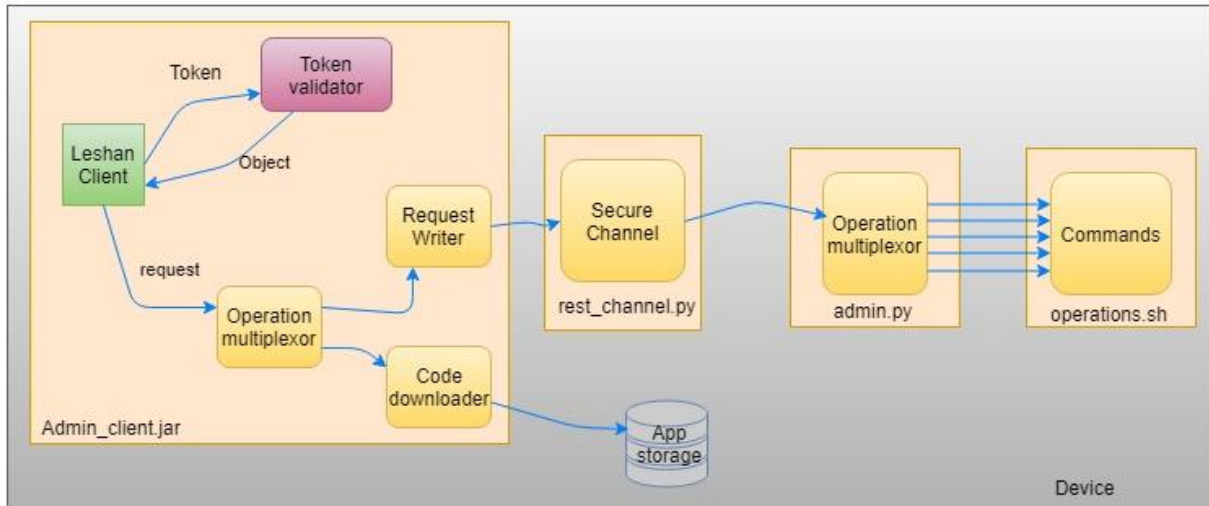 Token
Token
validator
Leshan
Client
Object
Request
Writer
Secure
Channel
Operation
multiplexor
Commands
request
Operation
multiplexor
rest_channel.py
admin.py
operations.sh
Code
downloader
Admin_client.jar
App
storage
Device